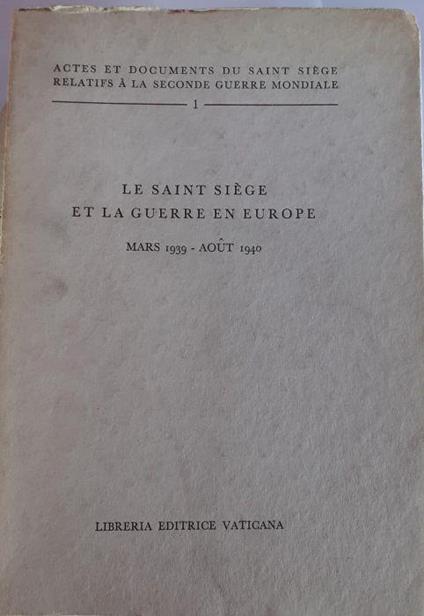 ACTES ET DOCUMENTS DU SAINT SIÈGE
RELATIFS À LA SECONDE GUERRE MONDIALE
1
LE SAINT SIÈGE
ET LA GUERRE EN EUROPE
MARS 1939 - AOÛT 1940
LIBRERIA EDITRICE VATICANA